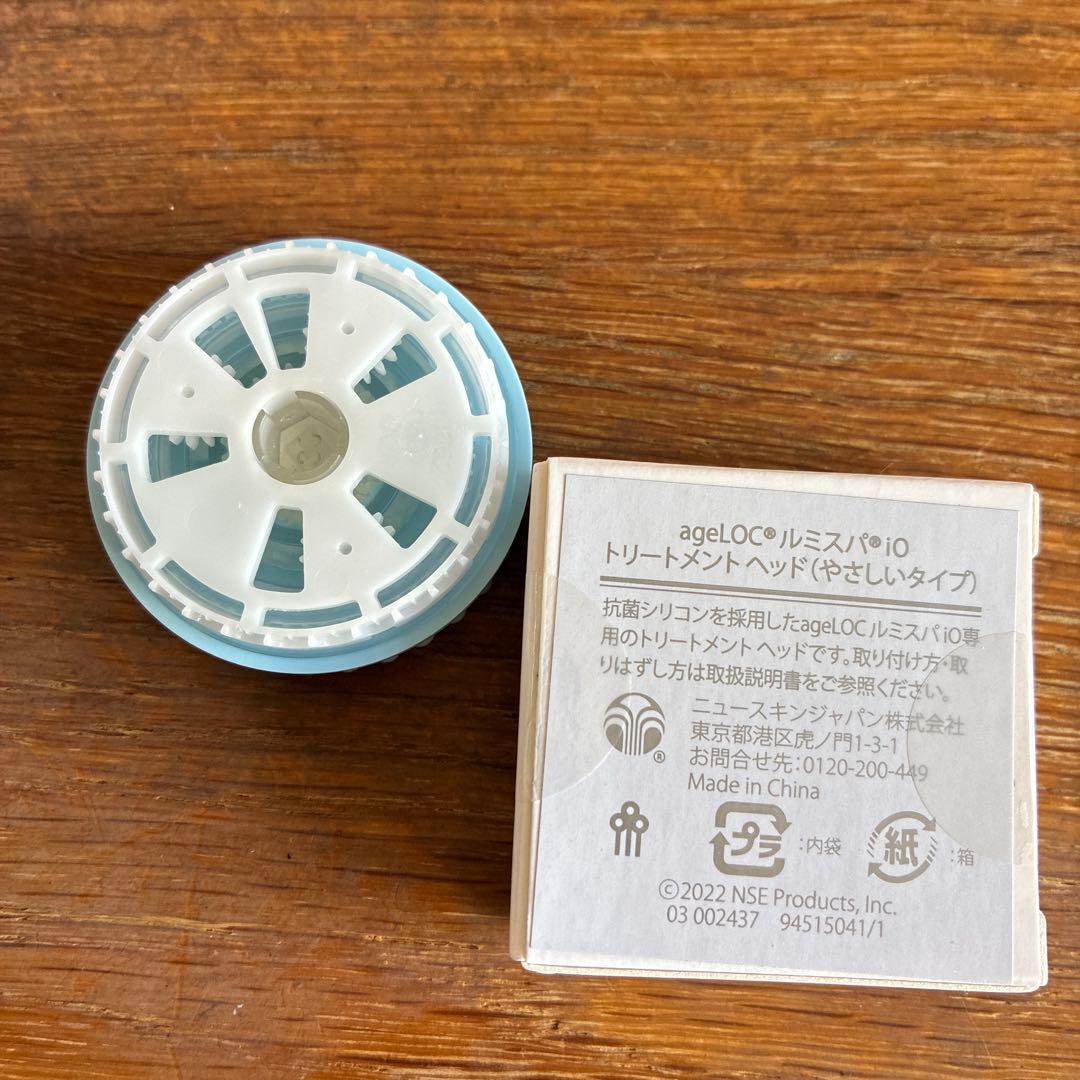 ageLOC® ルミスパ® iO
トリートメント ヘッド(やさしいタイプ)
抗菌シリコンを採用したageLOC ルミスパ iO専
用のトリートメント ヘッドです。取り付け方・取
りはずし方は取扱説明書をご参照ください。
ニュースキンジャパン株式会社
東京都港区虎ノ門1-3-1
お問合せ先:0120-200-449
Made in China
®
プラ :内袋 紙 :箱
©2022 NSE Products, Inc.
03 002437 94515041/1